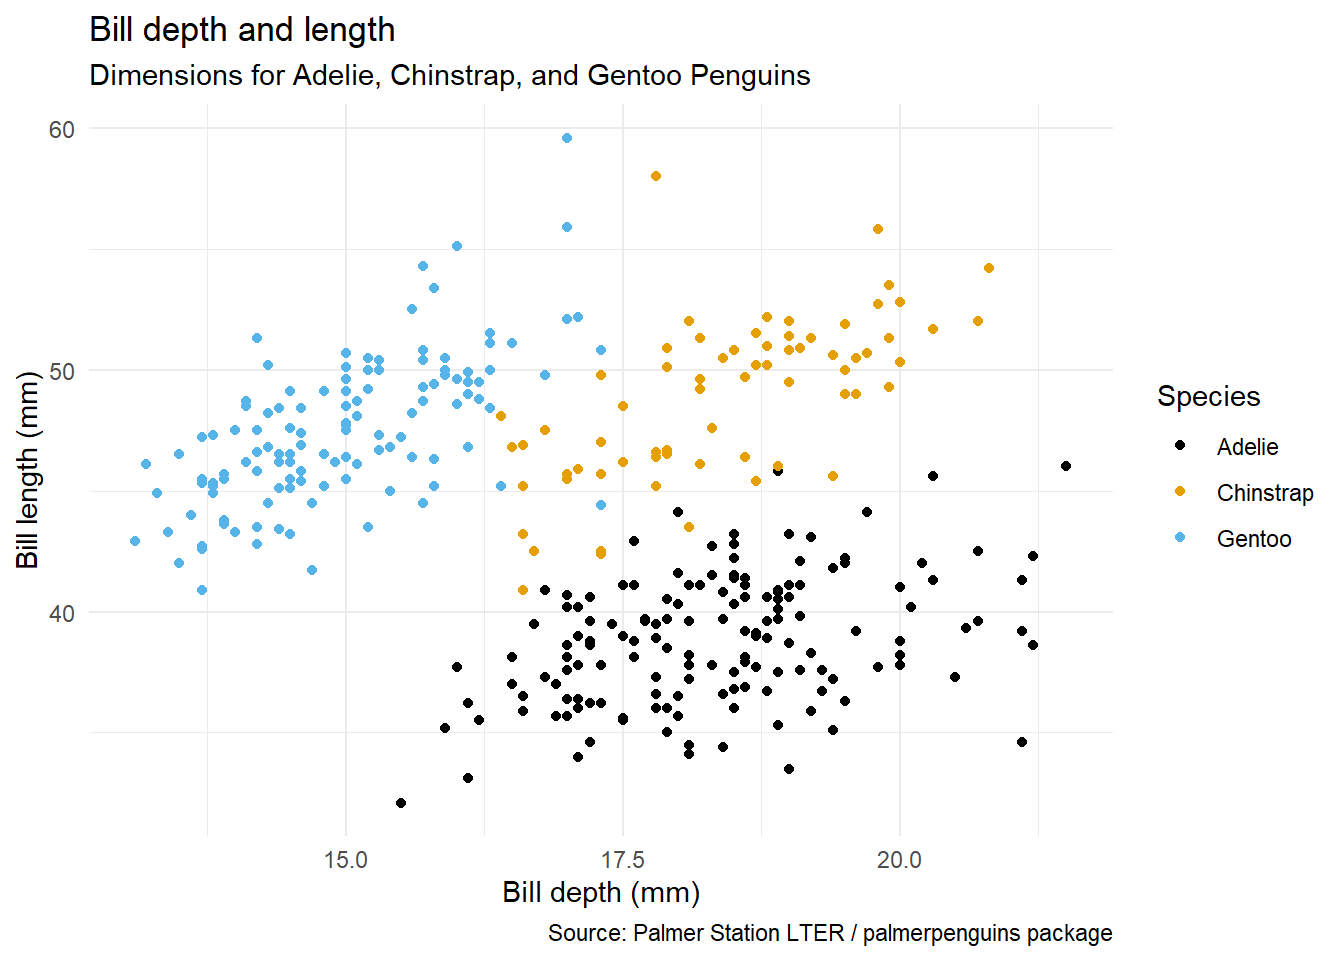 Bill depth and length
Dimensions for Adelie, Chinstrap, and Gentoo Penguins
60
50
40
Bill length (mm)
15.0
17.5
20.0
Bill depth (mm)
Species
Adelie
Chinstrap
Gentoo
Source: Palmer Station LTER / palmerpenguins package